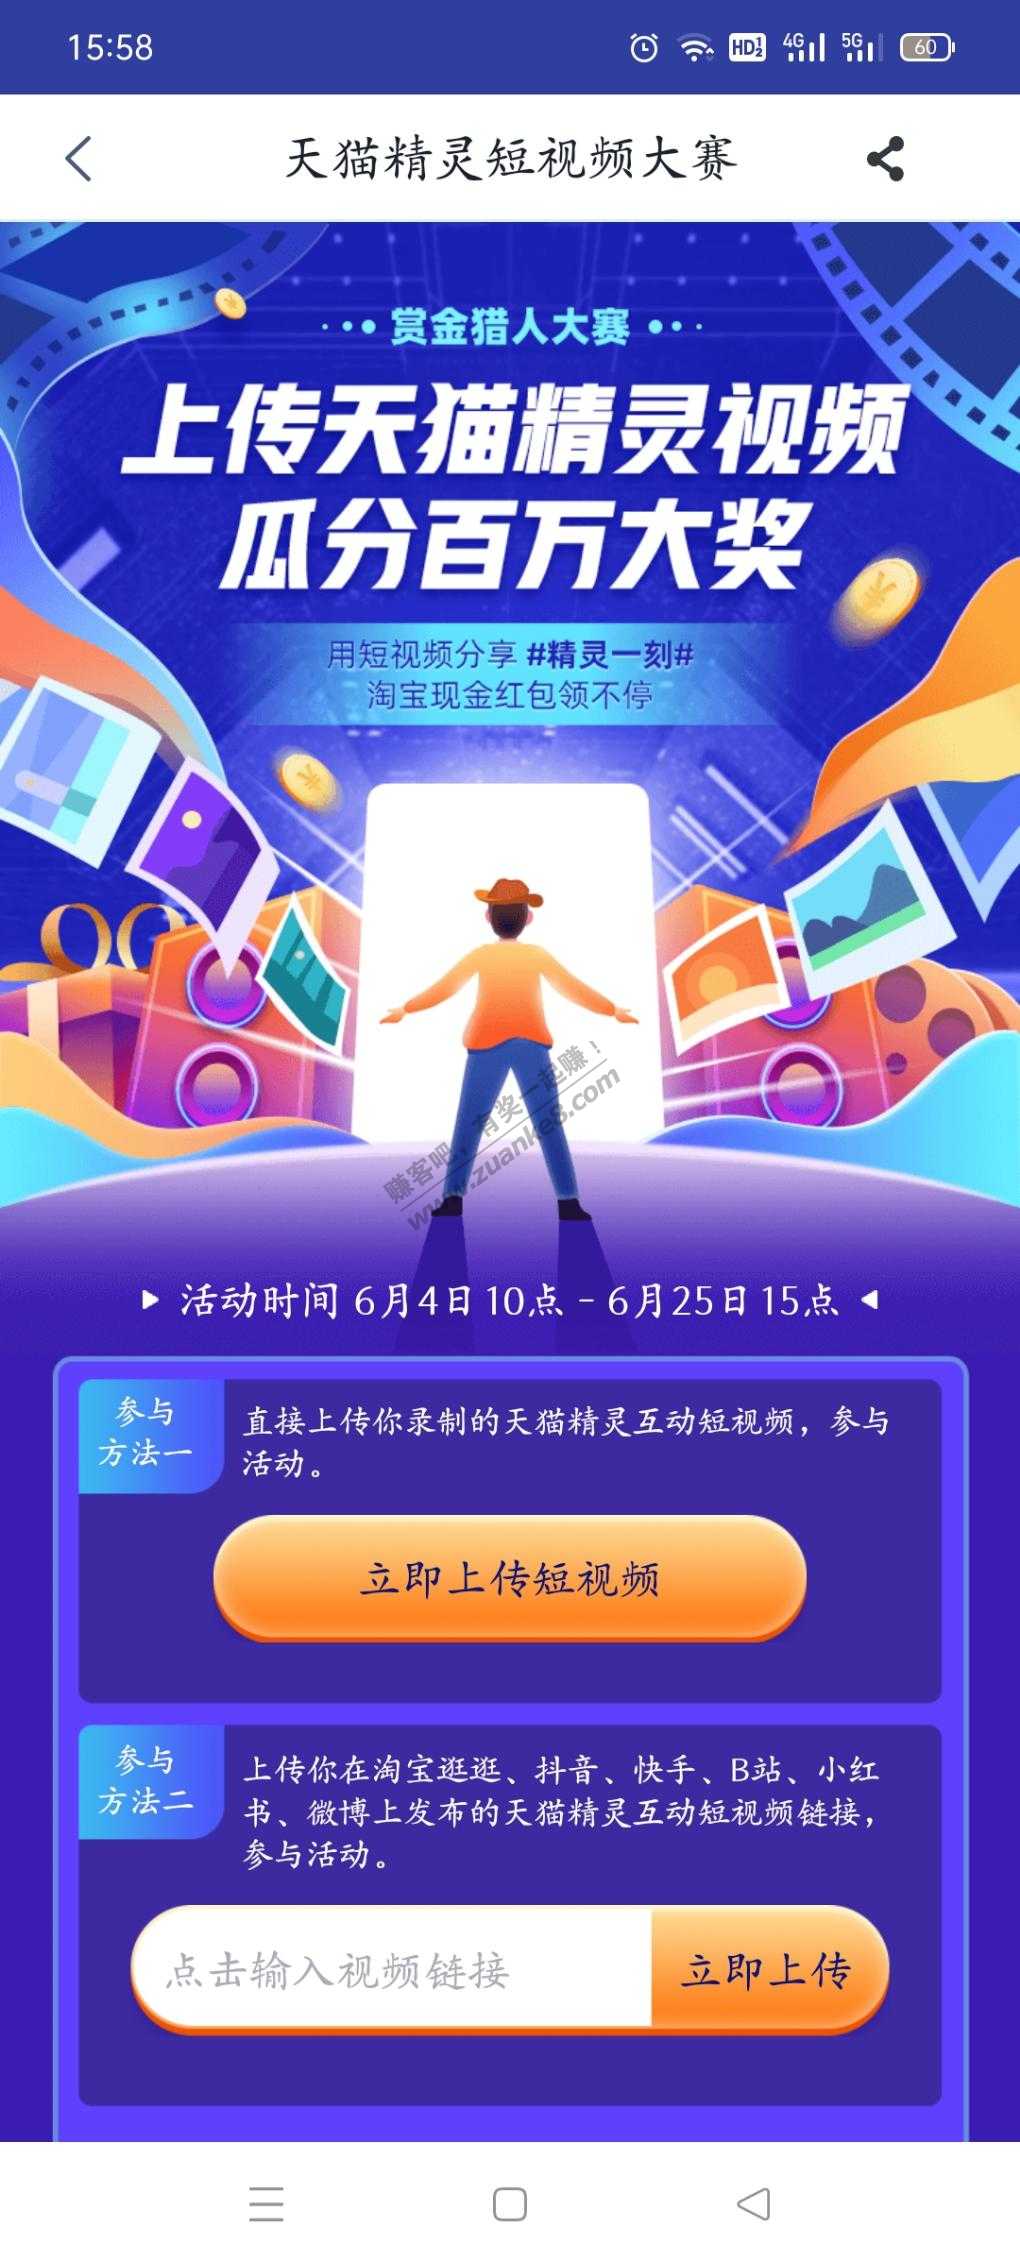 15:58
HD 1 2 4G 5G 60
天猫精灵短视频大赛
赏金猎人大赛
上传天猫精灵视频
瓜分百万大奖
用短视频分享 #精灵一刻#
淘宝现金红包领不停
赚客吧，有奖一起赚！
www.zuanke8.com
活动时间 6月4日10点 - 6月25日15点
参与
方法一
直接上传你录制的天猫精灵互动短视频，参与
活动。
立即上传短视频
参与
方法二
上传你在淘宝逛逛、抖音、快手、B站、小红
书、微博上发布的天猫精灵互动短视频链接，
参与活动。
点击输入视频链接
立即上传